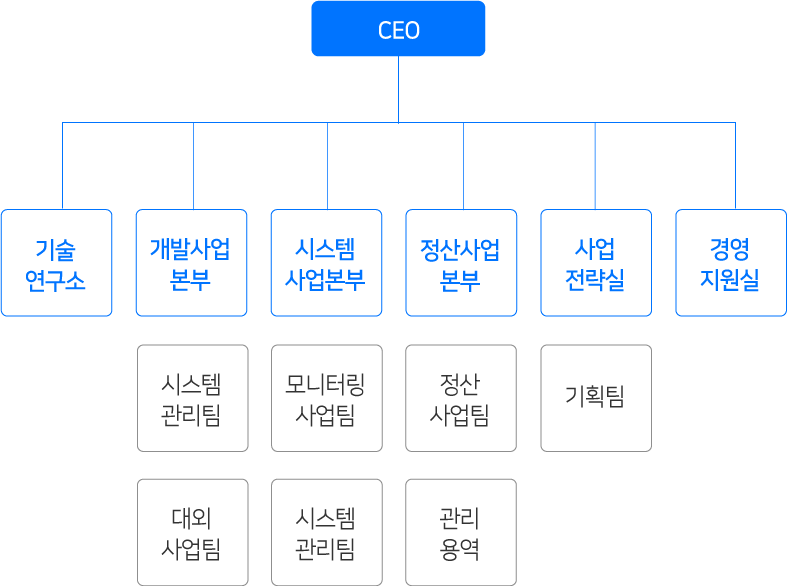 CEO
기술
연구소
개발사업
본부
시스템
사업본부
정산사업
본부
사업
전략실
경영
지원실
시스템
관리팀
모니터링
사업팀
정산
사업팀
기획팀
대외
사업팀
시스템
관리팀
관리
용역